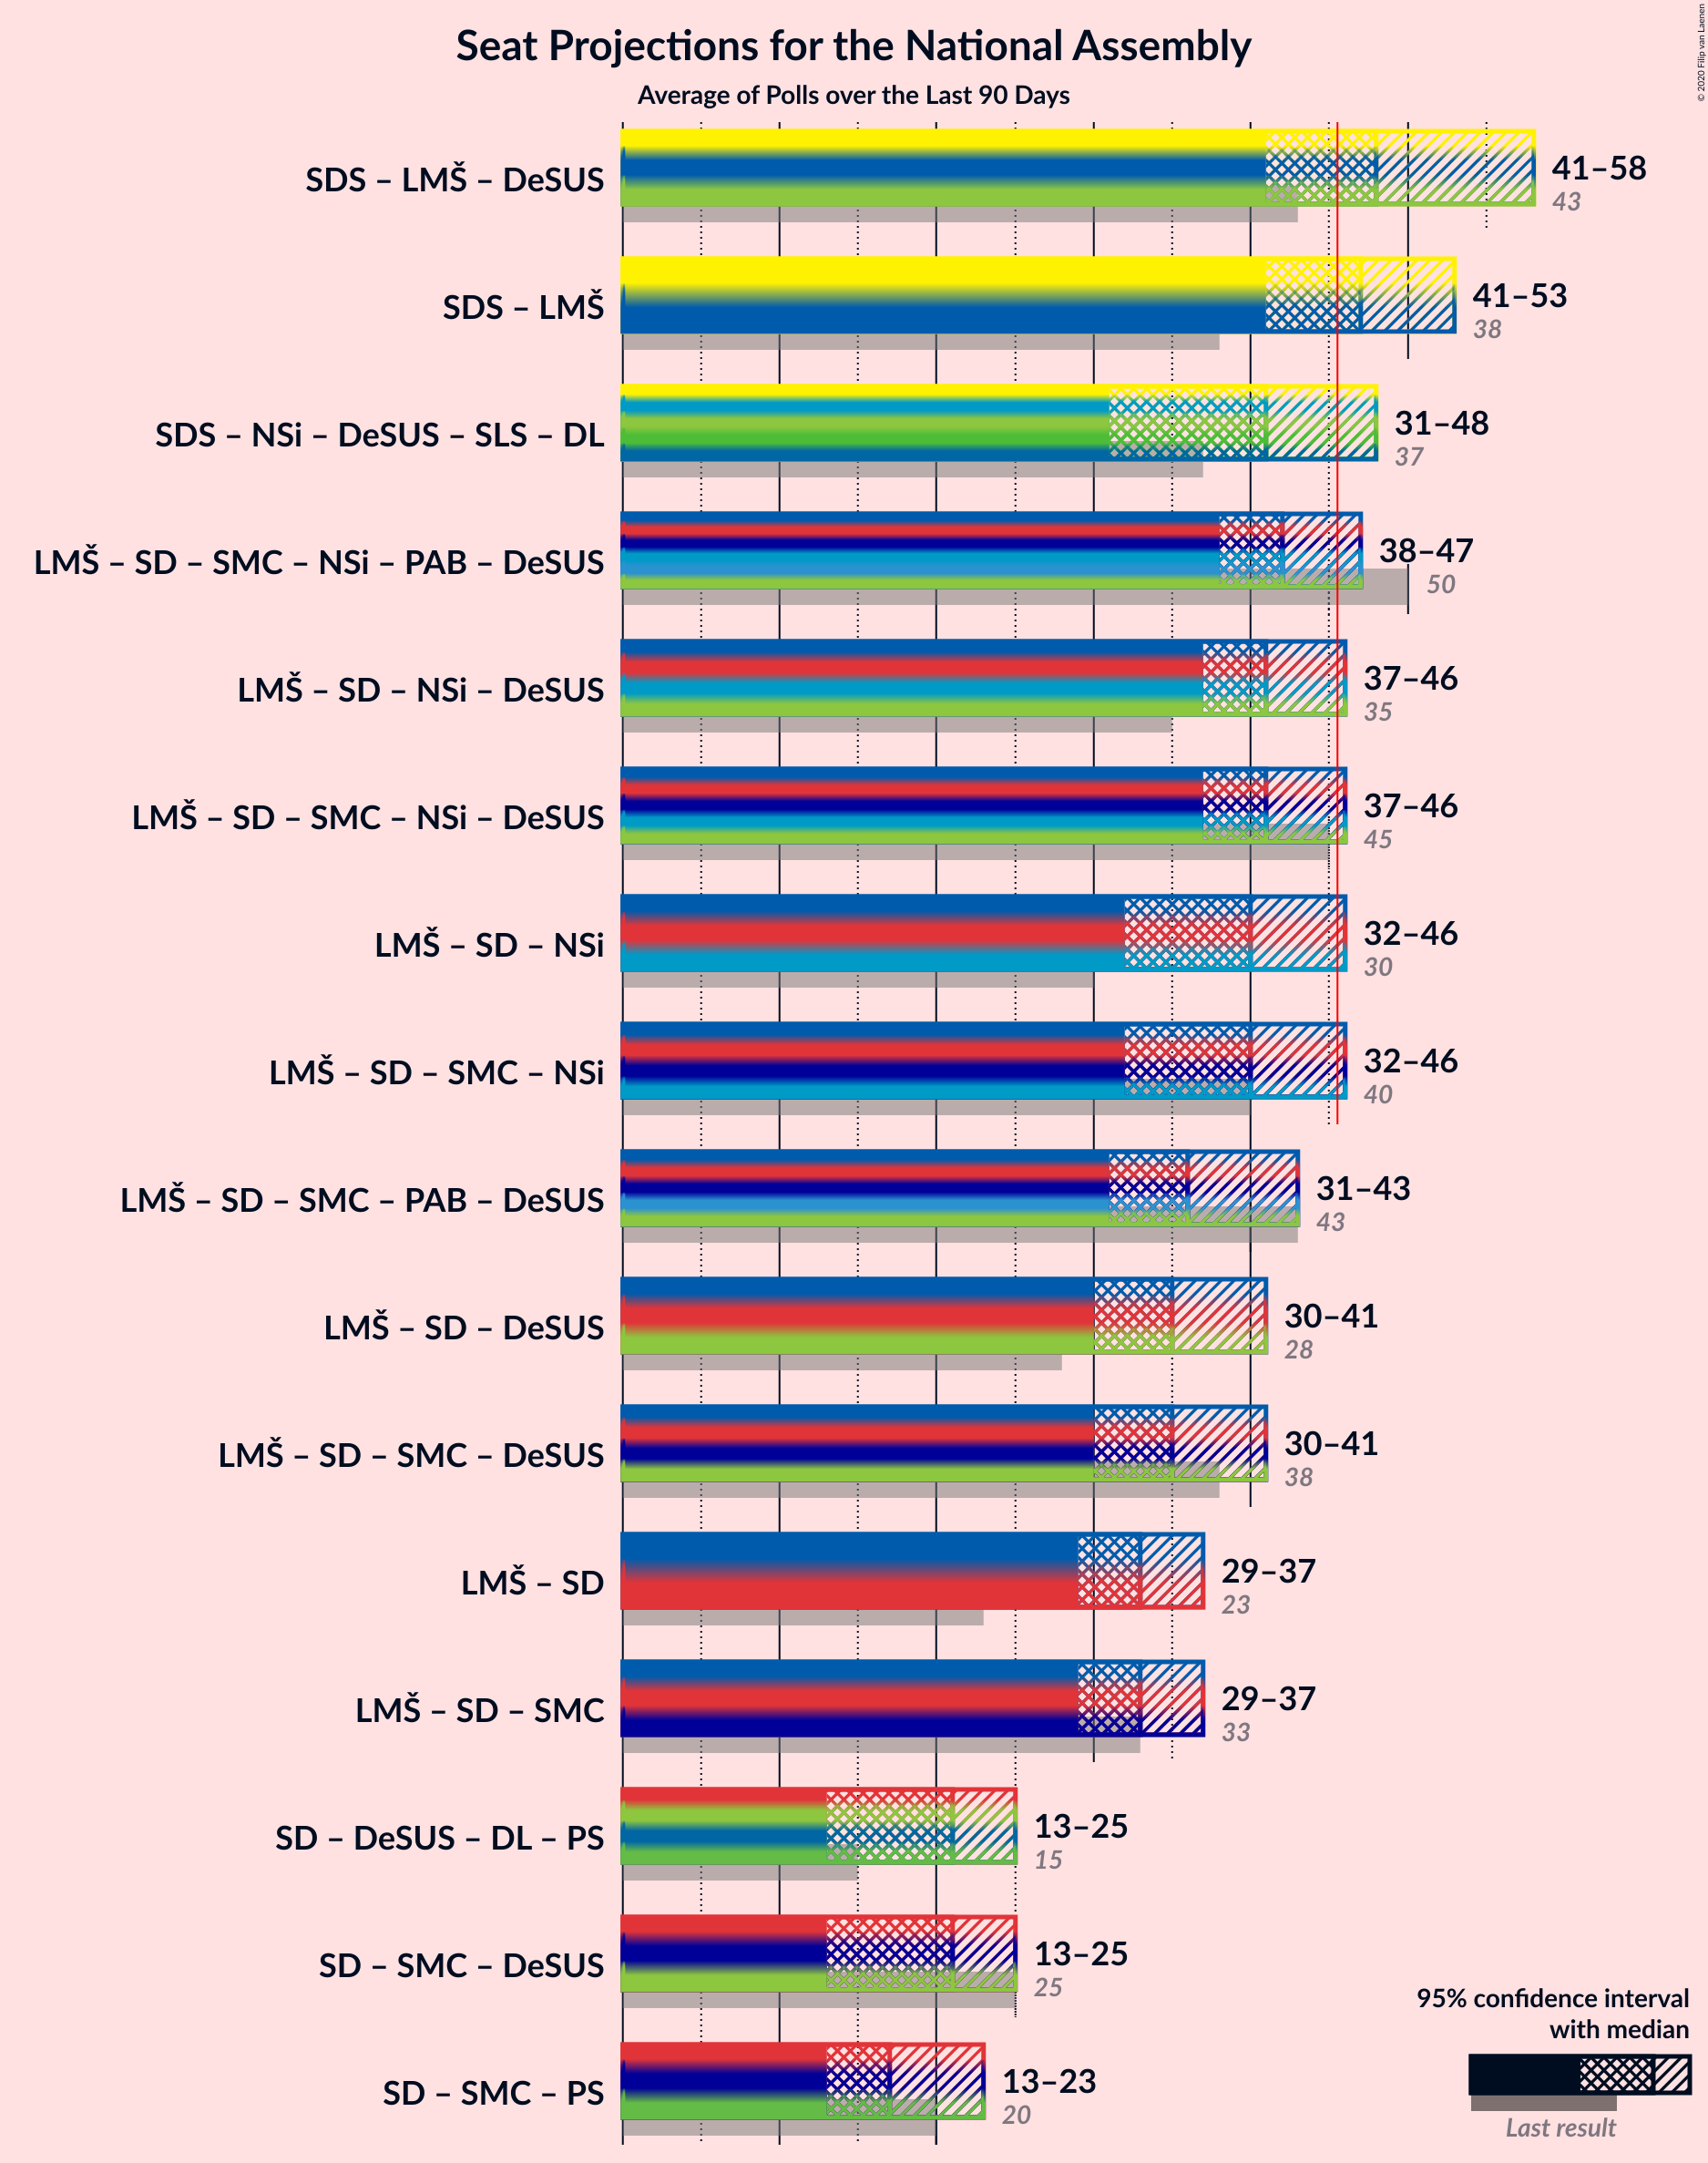 Seat Projections for the National Assembly
Average of Polls over the Last 90 Days
© 2020 Filip van Laenen
SDS – LMŠ – DeSUS
41–58
43
SDS – LMŠ
41–53
38
SDS – NSi – DeSUS – SLS – DL
31–48
37
LMŠ – SD – SMC – NSi – PAB – DeSUS
38–47
50
LMŠ – SD – NSi – DeSUS
37–46
35
LMŠ – SD – SMC – NSi – DeSUS
37–46
45
LMŠ – SD – NSi
32–46
30
LMŠ – SD – SMC – NSi
32–46
40
LMŠ – SD – SMC – PAB – DeSUS
31–43
43
LMŠ – SD – DeSUS
30–41
28
LMŠ – SD – SMC – DeSUS
30–41
38
LMŠ – SD
29–37
23
LMŠ – SD – SMC
29–37
33
SD – DeSUS – DL – PS
13–25
15
SD – SMC – DeSUS
13–25
25
SD – SMC – PS
13–23
20
95% confidence interval
with median
Last result